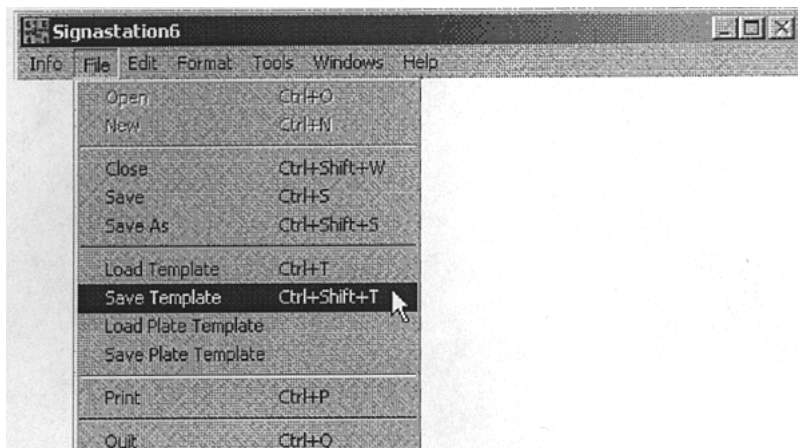 Signastation6
Info File Edit Format Tools Windows Help
Open Ctrl+O
New Ctrl+N
Close Ctrl+Shift+W
Save Ctrl+S
Save As Ctrl+Shift+S
Load Template Ctrl+T
Save Template Ctrl+Shift+T
Load Plate Template
Save Plate Template
Print Ctrl+P
Quit Ctrl+Q